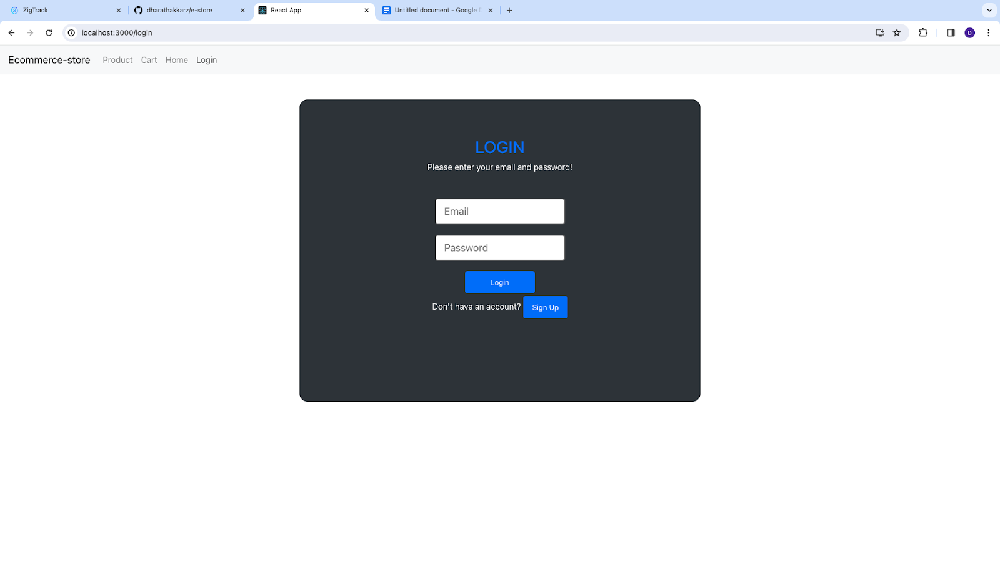 ZigTrack dharathakkarz/e-store React App Untitled document - Google
localhost:3000/login D
Ecommerce-store Product Cart Home Login
LOGIN
Please enter your email and password!
Email
Password
Login
Don't have an account? Sign Up